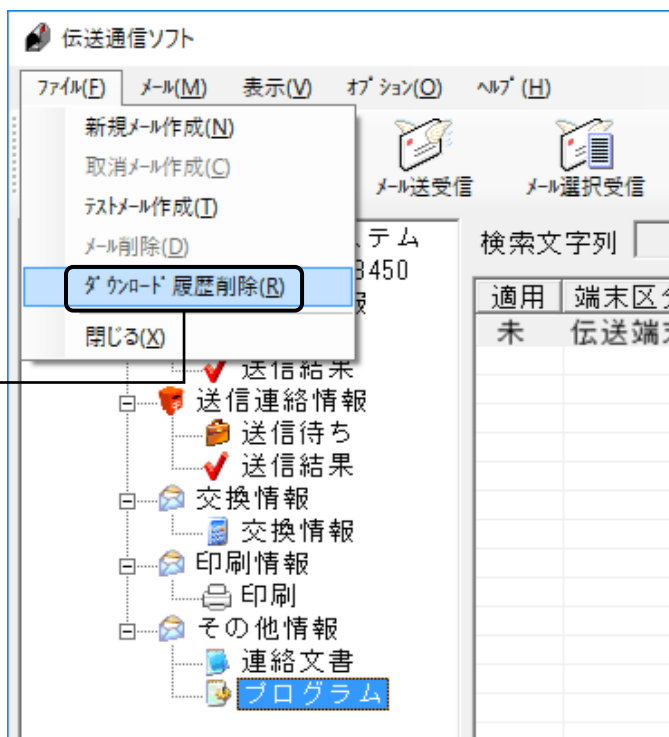 伝送通信ソフト
ファイル(F) メール(M) 表示(V) オプション(O) ヘルプ(H)
新規メール作成(N)
取消メール作成(C)
テストメール作成(T)
メール削除(D)
ダウンロード履歴削除(R)
閉じる(X)
メール送受信 メール選択受信
ステム
8450
検索文字列
適用 端末区
未 伝送端
送信結果
送信連絡情報
送信待ち
送信結果
交換情報
交換情報
印刷情報
印刷
その他情報
連絡文書
プログラム